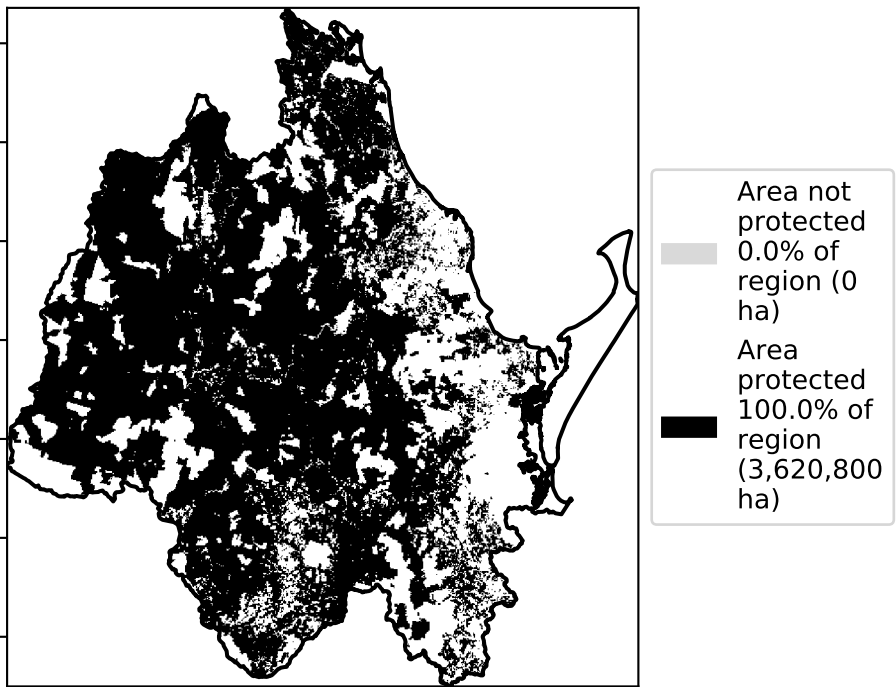 Area not
protected
0.0% of
region (0
ha)
Area
protected
100.0% of
region
(3,620,800
ha)